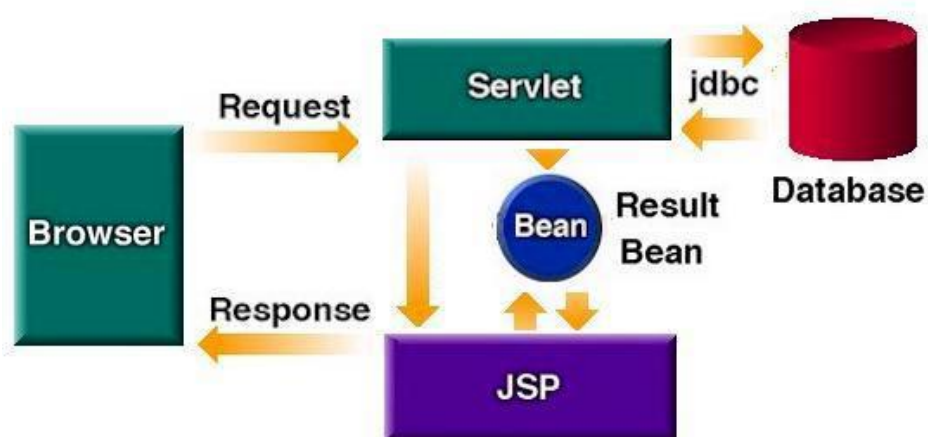 Servlet
jdbc
Request
Database
Browser
Bean
Result
Bean
Response
JSP